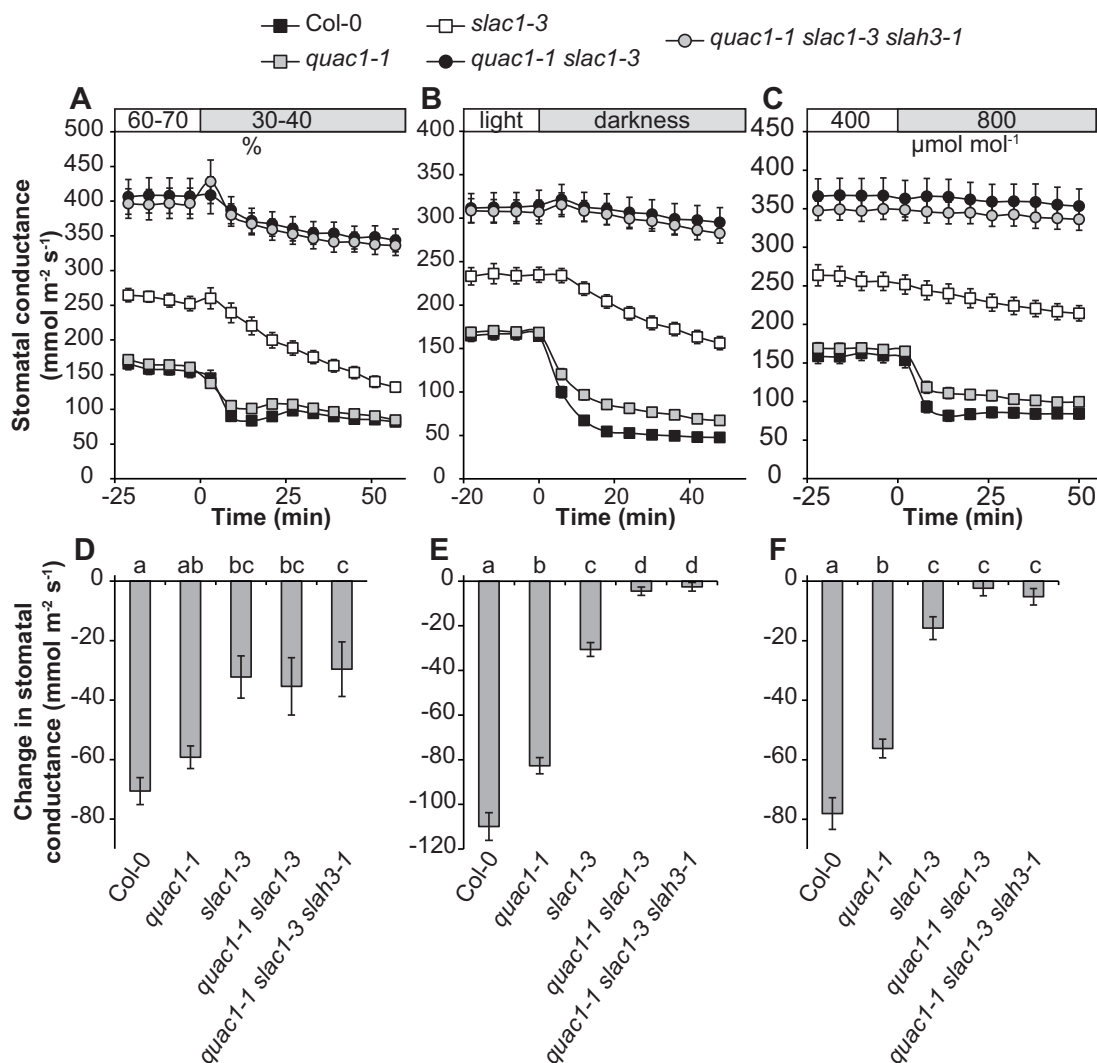 Col-0
slac1-3
quac1-1 slac1-3 slah3-1
quac1-1
quac1-1 slac1-3
A
B
C
60-70
30-40
%
light
darkness
400
800
µmol mol-1
Stomatal conductance
(mmol m-2 s-1)
500
450
400
350
300
250
200
150
100
50
0
-25
0
25
50
Time (min)
400
350
300
250
200
150
100
50
0
-20
0
20
40
Time (min)
450
400
350
300
250
200
150
100
50
0
-25
0
25
50
Time (min)
D
a
ab
bc
bc
c
E
a
b
c
d
d
F
a
b
c
c
c
Change in stomatal
conductance (mmol m-2 s-1)
0
-20
-40
-60
-80
0
-20
-40
-60
-80
-100
-120
0
-20
-40
-60
-80
Col-0
quac1-1
slac1-3
quac1-1 slac1-3
quac1-1 slac1-3 slah3-1
Col-0
quac1-1
slac1-3
quac1-1 slac1-3
quac1-1 slac1-3 slah3-1
Col-0
quac1-1
slac1-3
quac1-1 slac1-3
quac1-1 slac1-3 slah3-1